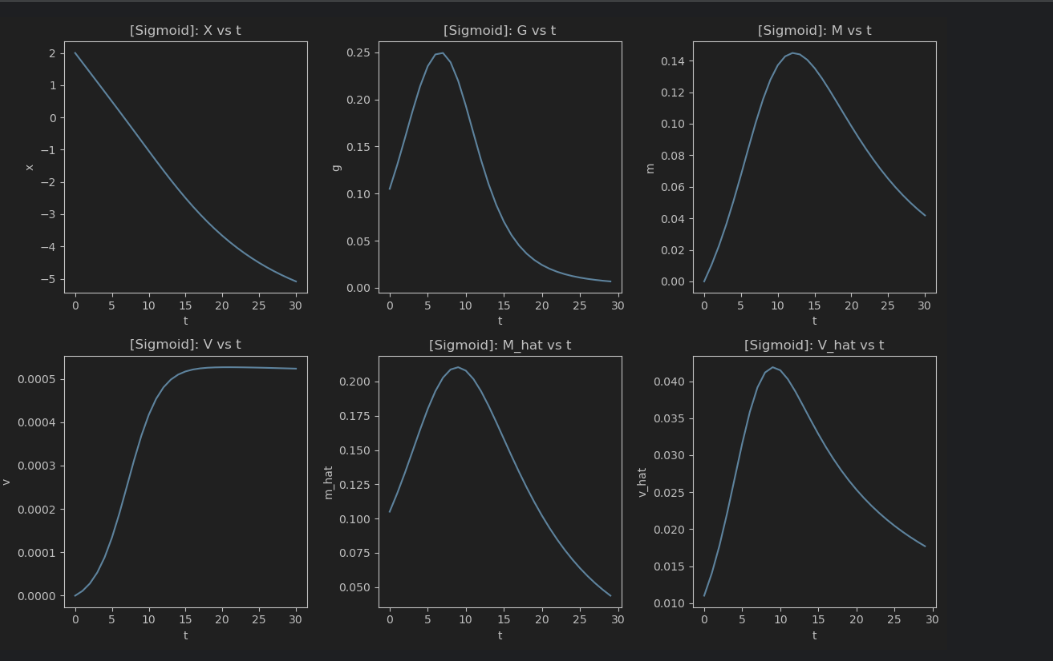 [Sigmoid]: X vs t
[Sigmoid]: G vs t
[Sigmoid]: M vs t
2
1
0
−1
−2
−3
−4
−5
x
0 5 10 15 20 25 30
t
0.25
0.20
0.15
0.10
0.05
0.00
g
0 5 10 15 20 25 30
t
0.14
0.12
0.10
0.08
0.06
0.04
0.02
0.00
m
0 5 10 15 20 25 30
t
[Sigmoid]: V vs t
[Sigmoid]: M_hat vs t
[Sigmoid]: V_hat vs t
0.0005
0.0004
0.0003
0.0002
0.0001
0.0000
v
0 5 10 15 20 25 30
t
0.200
0.175
0.150
0.125
0.100
0.075
0.050
m_hat
0 5 10 15 20 25 30
t
0.040
0.035
0.030
0.025
0.020
0.015
0.010
v_hat
0 5 10 15 20 25 30
t